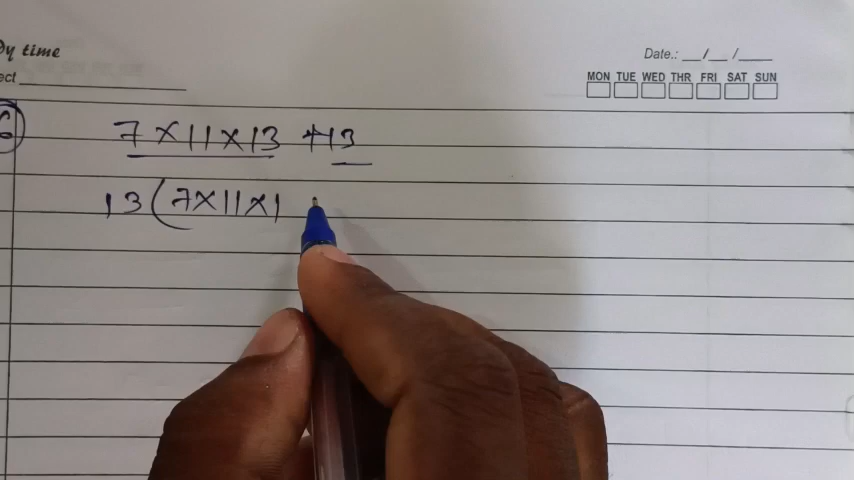 dy time
ect
Date.: __/__/____
MON TUE WED THR FRI SAT SUN
6
7 × 11 × 13 + 13
13 ( 7 × 11 × 1